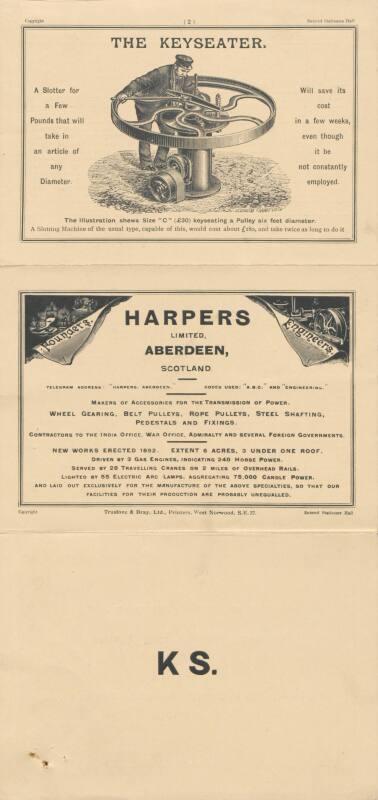 Copyright ( 2 ) Entered Stationers Hall
THE KEYSEATER.
A Slotter for
a Few
Pounds that will
take in
an article of
any
Diameter.
Will save its
cost
in a few weeks,
even though
it be
not constantly
employed.
The Illustration shews Size "C" (£30) keyseating a Pulley six feet diameter.
A Slotting Machine of the usual type, capable of this, would cost about £180, and take twice as long to do it
Founders.
Engineers.
HARPERS
LIMITED,
ABERDEEN,
SCOTLAND.
TELEGRAM ADDRESS: "HARPERS, ABERDEEN." CODES USED: "A.B.C." AND "ENGINEERING."
MAKERS OF ACCESSORIES FOR THE TRANSMISSION OF POWER.
WHEEL GEARING, BELT PULLEYS, ROPE PULLEYS, STEEL SHAFTING,
PEDESTALS AND FIXINGS.
CONTRACTORS TO THE INDIA OFFICE, WAR OFFICE, ADMIRALTY AND SEVERAL FOREIGN GOVERNMENTS.
NEW WORKS ERECTED 1892. EXTENT 6 ACRES, 3 UNDER ONE ROOF.
DRIVEN BY 3 GAS ENGINES, INDICATING 240 HORSE POWER.
SERVED BY 26 TRAVELLING CRANES ON 2 MILES OF OVERHEAD RAILS.
LIGHTED BY 55 ELECTRIC ARC LAMPS, AGGREGATING 75,000 CANDLE POWER.
AND LAID OUT EXCLUSIVELY FOR THE MANUFACTURE OF THE ABOVE SPECIALTIES, SO THAT OUR
FACILITIES FOR THEIR PRODUCTION ARE PROBABLY UNEQUALLED.
Copyright Truslove & Bray, Ltd., Printers, West Norwood, S.E. 27. Entered Stationers Hall
K S.